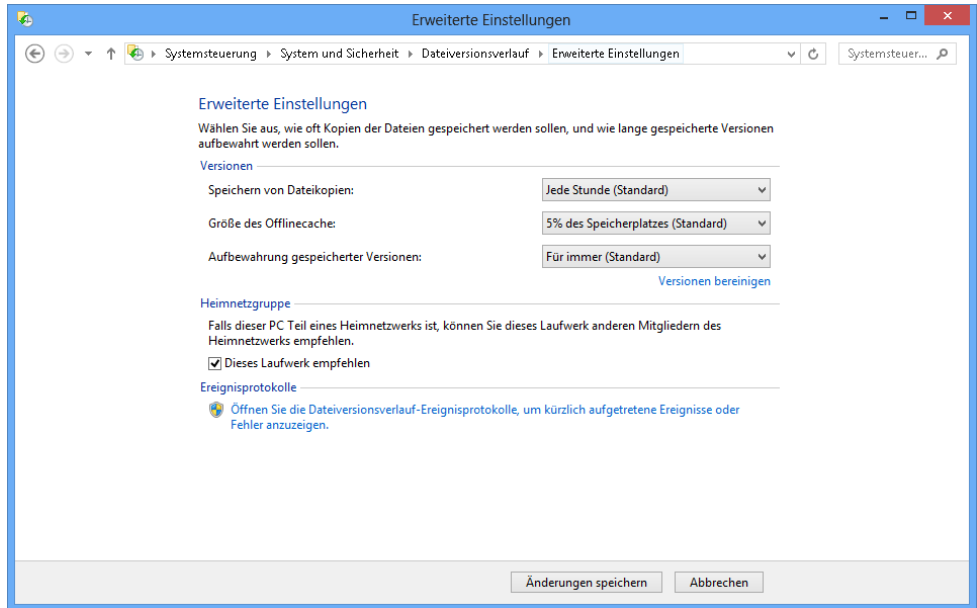 Erweiterte Einstellungen
Systemsteuerung
System und Sicherheit
Dateiversionsverlauf
Erweiterte Einstellungen
Systemsteuer...
Erweiterte Einstellungen
Wählen Sie aus, wie oft Kopien der Dateien gespeichert werden sollen, und wie lange gespeicherte Versionen
aufbewahrt werden sollen.
Versionen
Speichern von Dateikopien:
Jede Stunde (Standard)
Größe des Offlinecache:
5% des Speicherplatzes (Standard)
Aufbewahrung gespeicherter Versionen:
Für immer (Standard)
Versionen bereinigen
Heimnetzgruppe
Falls dieser PC Teil eines Heimnetzwerks ist, können Sie dieses Laufwerk anderen Mitgliedern des
Heimnetzwerks empfehlen.
Dieses Laufwerk empfehlen
Ereignisprotokolle
Öffnen Sie die Dateiversionsverlauf-Ereignisprotokolle, um kürzlich aufgetretene Ereignisse oder
Fehler anzuzeigen.
Änderungen speichern
Abbrechen